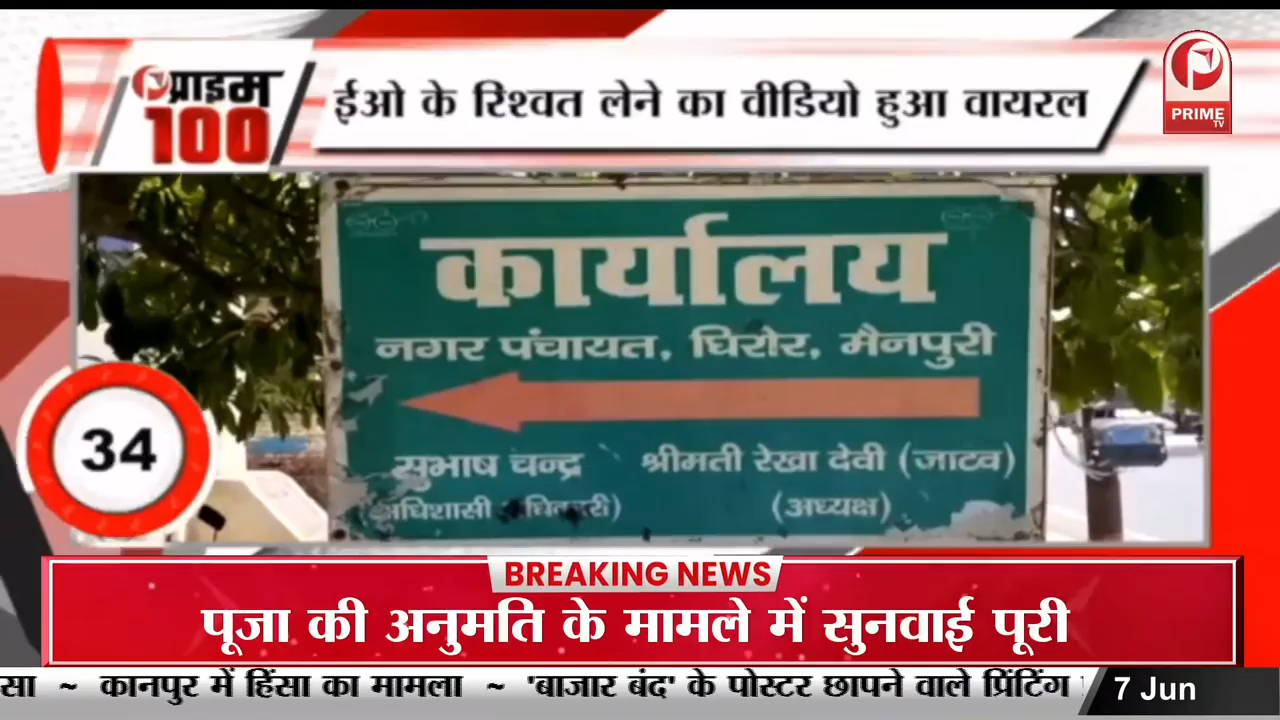 प्राइम
100
ईओ के रिश्वत लेने का वीडियो हुआ वायरल
PRIME
TV
कार्यालय
नगर पंचायत, घिरोर, मैनपुरी
सुभाष चन्द्र श्रीमती रेखा देवी (जाटव)
(अधिशासी (अध्यक्ष)
34
BREAKING NEWS
पूजा की अनुमति के मामले में सुनवाई पूरी
सा ~ कानपुर में हिंसा का मामला ~ 'बाजार बंद' के पोस्टर छापने वाले प्रिंटिंग
7 Jun